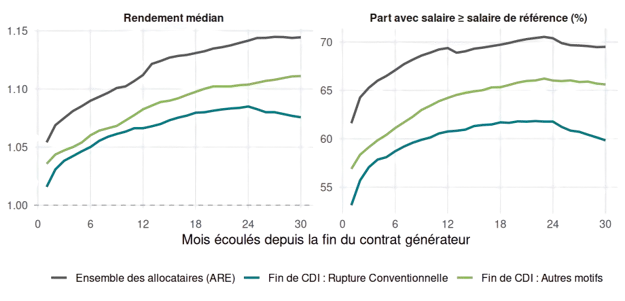 Rendement médian
Part avec salaire ≥ salaire de référence (%)
1.15
1.10
1.05
1.00
0 6 12 18 24 30
70
65
60
55
0 6 12 18 24 30
Mois écoulés depuis la fin du contrat générateur
Ensemble des allocataires (ARE) Fin de CDI : Rupture Conventionnelle Fin de CDI : Autres motifs